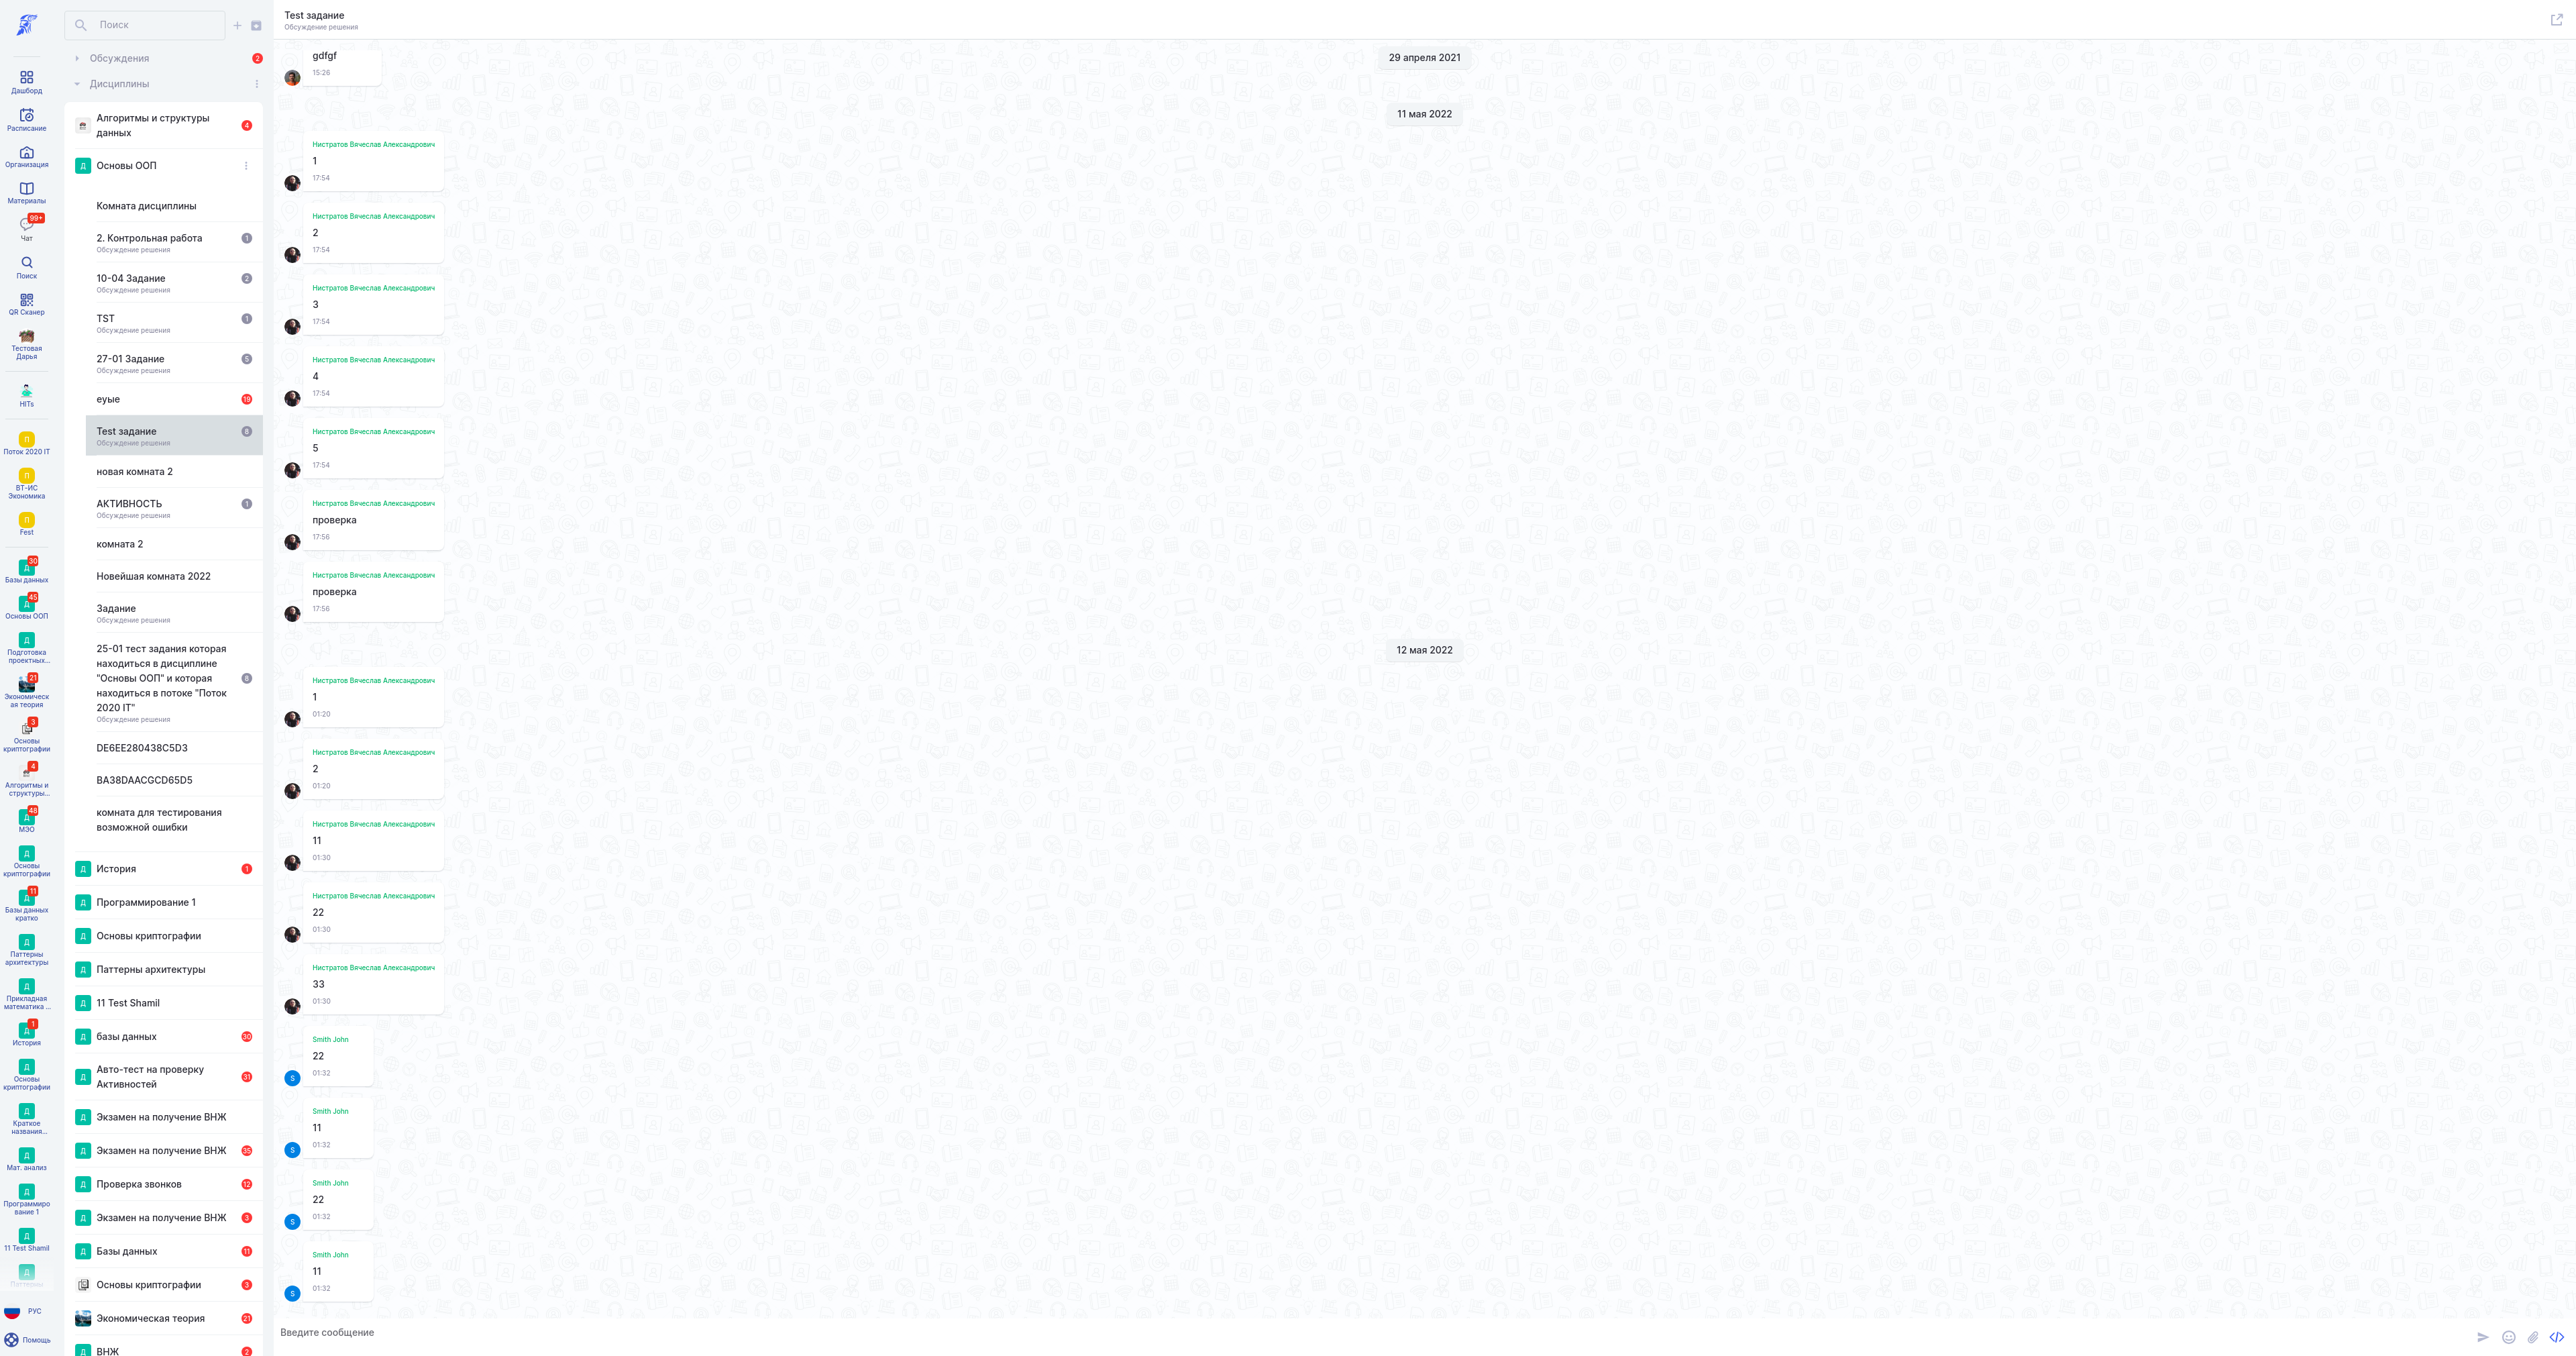 Дашборд
Расписание
Организация
Материалы
99+
Чат
Поиск
QR Сканер
Тестовая
Дарья
HITs
П
Поток 2020 IT
П
ВТ-ИС
Экономика
П
Fest
30
Д
Базы данных
45
Д
Основы ООП
Д
Подготовка
проектных...
21
Экономическ
ая теория
3
Основы
криптографии
4
Алгоритмы и
структуры...
48
Д
МЭО
Д
Основы
криптографии
11
Д
Базы данных
кратко
Д
Паттерны
архитектуры
Д
Прикладная
математика ...
1
Д
История
Д
Основы
криптографии
Д
Краткое
названия...
Д
Мат. анализ
Д
Программиро
вание 1
Д
11 Test Shamil
Д
Паттерны
РУС
Помощь
Поиск
Обсуждения 2
Дисциплины
Алгоритмы и структуры
данных
4
Д Основы ООП
Комната дисциплины
2. Контрольная работа 1
Обсуждение решения
10-04 Задание 2
Обсуждение решения
TST 1
Обсуждение решения
27-01 Задание 5
Обсуждение решения
еуые 19
Test задание 8
Обсуждение решения
новая комната 2
АКТИВНОСТЬ 1
Обсуждение решения
комната 2
Новейшая комната 2022
Задание
Обсуждение решения
25-01 тест задания которая
находиться в дисциплине
"Основы ООП" и которая 8
находиться в потоке "Поток
2020 IT"
Обсуждение решения
DE6EE280438C5D3
BA38DAACGCD65D5
комната для тестирования
возможной ошибки
Д История 1
Д Программирование 1
Д Основы криптографии
Д Паттерны архитектуры
Д 11 Test Shamil
Д базы данных 30
Д Авто-тест на проверку
Активностей
31
Д Экзамен на получение ВНЖ
Д Экзамен на получение ВНЖ 35
Д Проверка звонков 12
Д Экзамен на получение ВНЖ 3
Д Базы данных 11
Основы криптографии 3
Экономическая теория 21
Д ВНЖ 2
Test задание
Обсуждение решения
29 апреля 2021
gdfgf
15:26
11 мая 2022
Нистратов Вячеслав Александрович
1
17:54
Нистратов Вячеслав Александрович
2
17:54
Нистратов Вячеслав Александрович
3
17:54
Нистратов Вячеслав Александрович
4
17:54
Нистратов Вячеслав Александрович
5
17:54
Нистратов Вячеслав Александрович
проверка
17:56
Нистратов Вячеслав Александрович
проверка
17:56
12 мая 2022
Нистратов Вячеслав Александрович
1
01:20
Нистратов Вячеслав Александрович
2
01:20
Нистратов Вячеслав Александрович
11
01:30
Нистратов Вячеслав Александрович
22
01:30
Нистратов Вячеслав Александрович
33
01:30
Smith John
22
01:32
S
Smith John
11
01:32
S
Smith John
22
01:32
S
Smith John
11
01:32
S
Введите сообщение